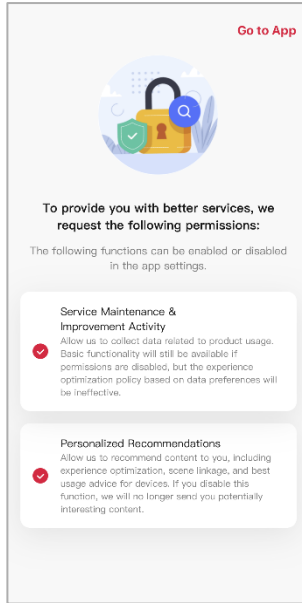 Go to App
To provide you with better services, we
request the following permissions:
The following functions can be enabled or disabled
in the app settings.
Service Maintenance &
Improvement Activity
Allow us to collect data related to product usage.
Basic functionality will still be available if
permissions are disabled, but the experience
optimization policy based on data preferences will
be ineffective.
Personalized Recommendations
Allow us to recommend content to you, including
experience optimization, scene linkage, and best
usage advice for devices. If you disable this
function, we will no longer send you potentially
interesting content.